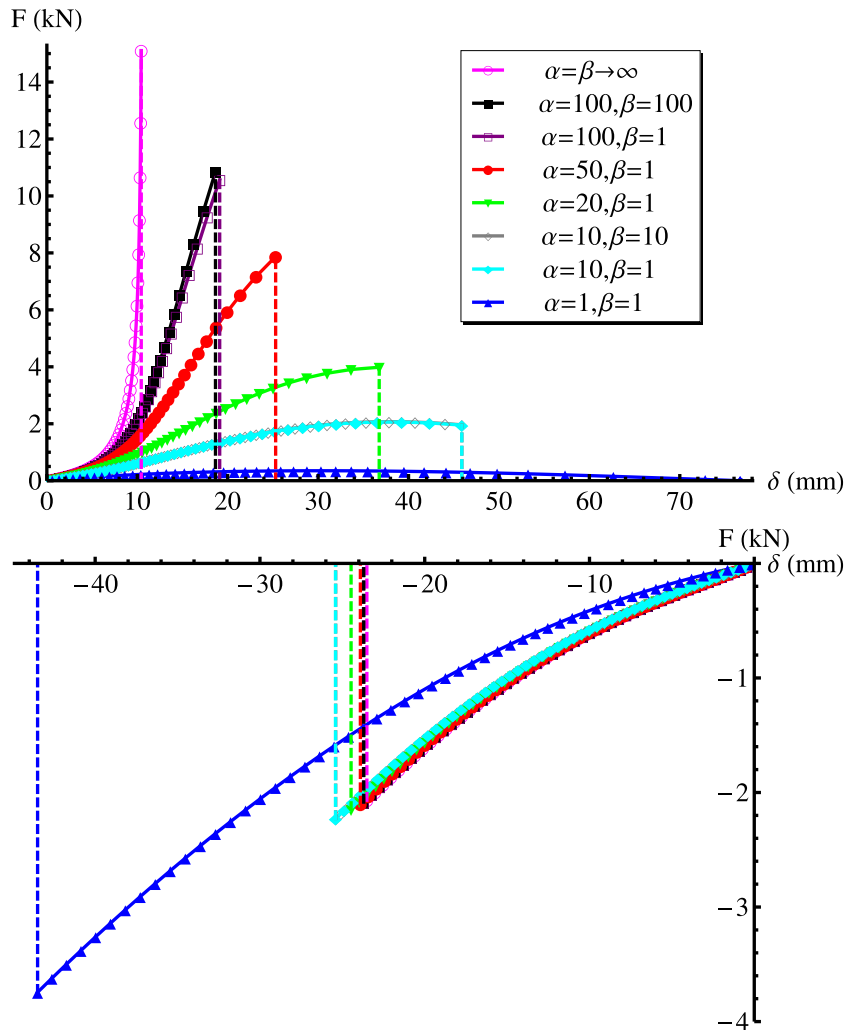 F (kN)
14
12
10
8
6
4
2
0
α=β→∞
α=100,β=100
α=100,β=1
α=50,β=1
α=20,β=1
α=10,β=10
α=10,β=1
α=1,β=1
0 10 20 30 40 50 60 70 δ (mm)
F (kN)
−40 −30 −20 −10 δ (mm)
−1
−2
−3
−4